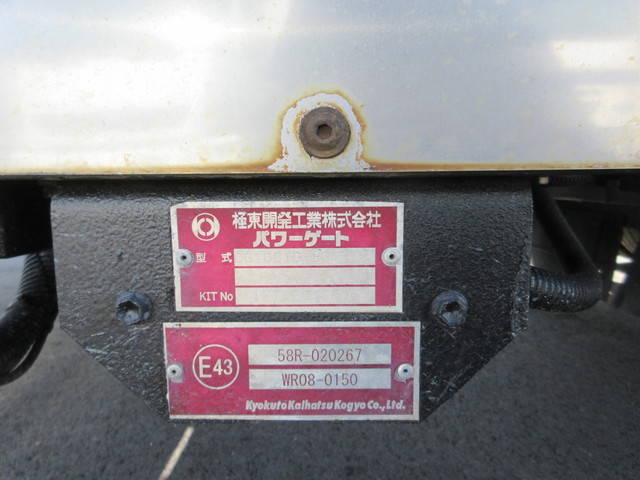 極東開発工業株式会社
パワーゲート
型式
KIT No
E43
58R-020267
WR08-0150
Kyokuto Kaihatsu Kogyo Co., Ltd.